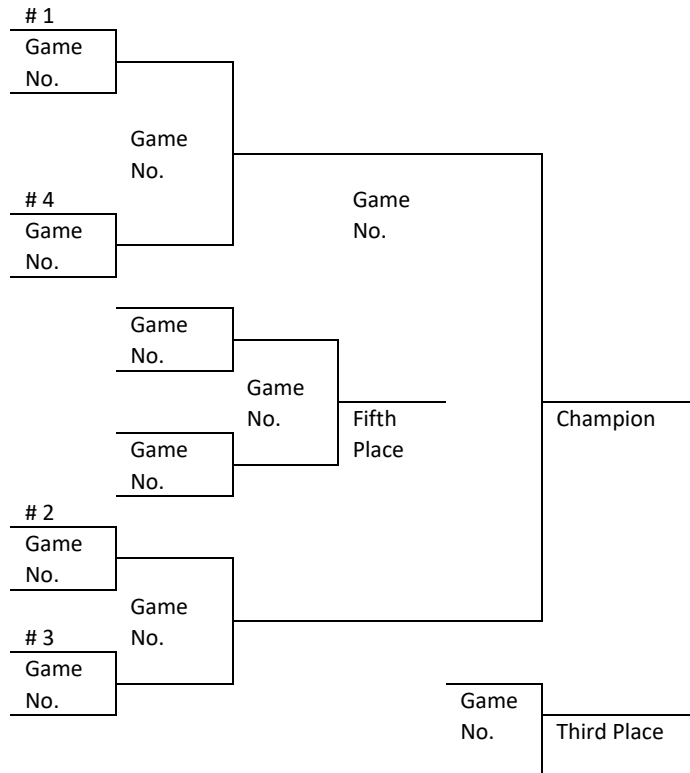 # 1
Game
No.
Game
No.
# 4
Game
No.
Game
No.
Game
No.
Game
No.
Fifth
Place
Champion
Game
No.
# 2
Game
No.
Game
No.
# 3
Game
No.
Game
No.
Third Place